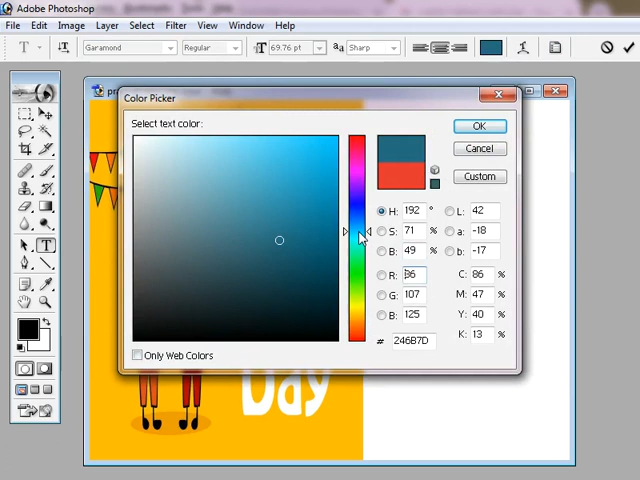 Adobe Photoshop
File Edit Image Layer Select Filter View Window Help
T Garamond Regular T 69.76 pt aa Sharp
Color Picker
Select text color:
OK
Cancel
Custom
H: 192 ° L: 42
S: 71 % a: -18
B: 49 % b: -17
R: 36 C: 86 %
G: 107 M: 47 %
B: 125 Y: 40 %
# 246B7D K: 13 %
Only Web Colors
Day